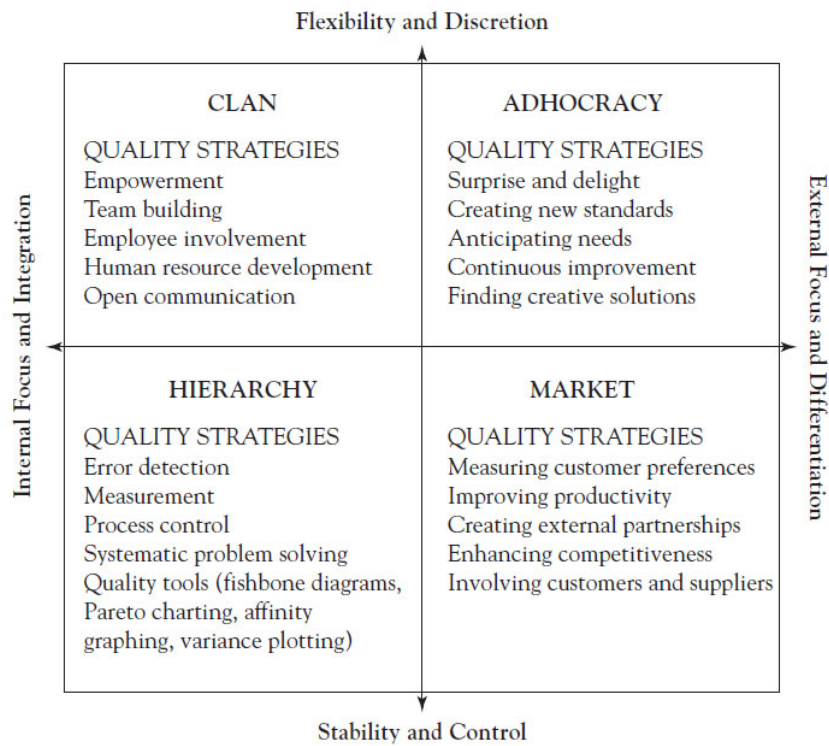 Flexibility and Discretion
CLAN
QUALITY STRATEGIES
Empowerment
Team building
Employee involvement
Human resource development
Open communication
ADHOCRACY
QUALITY STRATEGIES
Surprise and delight
Creating new standards
Anticipating needs
Continuous improvement
Finding creative solutions
Internal Focus and Integration
External Focus and Differentiation
HIERARCHY
QUALITY STRATEGIES
Error detection
Measurement
Process control
Systematic problem solving
Quality tools (fishbone diagrams,
Pareto charting, affinity
graphing, variance plotting)
MARKET
QUALITY STRATEGIES
Measuring customer preferences
Improving productivity
Creating external partnerships
Enhancing competitiveness
Involving customers and suppliers
Stability and Control